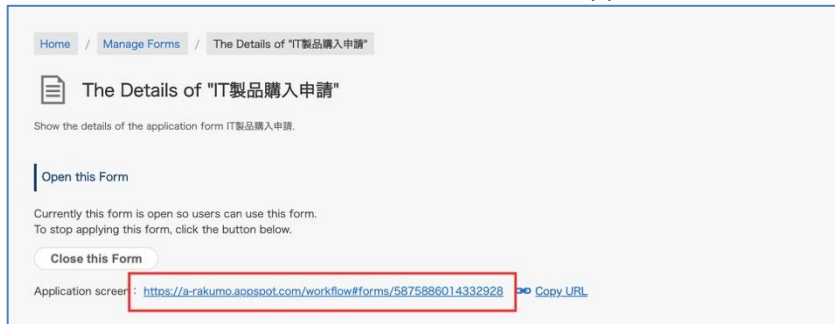 Home / Manage Forms / The Details of "IT製品購入申請"
The Details of "IT製品購入申請"
Show the details of the application form IT製品購入申請.
Open this Form
Currently this form is open so users can use this form.
To stop applying this form, click the button below.
Close this Form
Application screen : https://a-rakumo.appspot.com/workflow#forms/5875886014332928 Copy URL